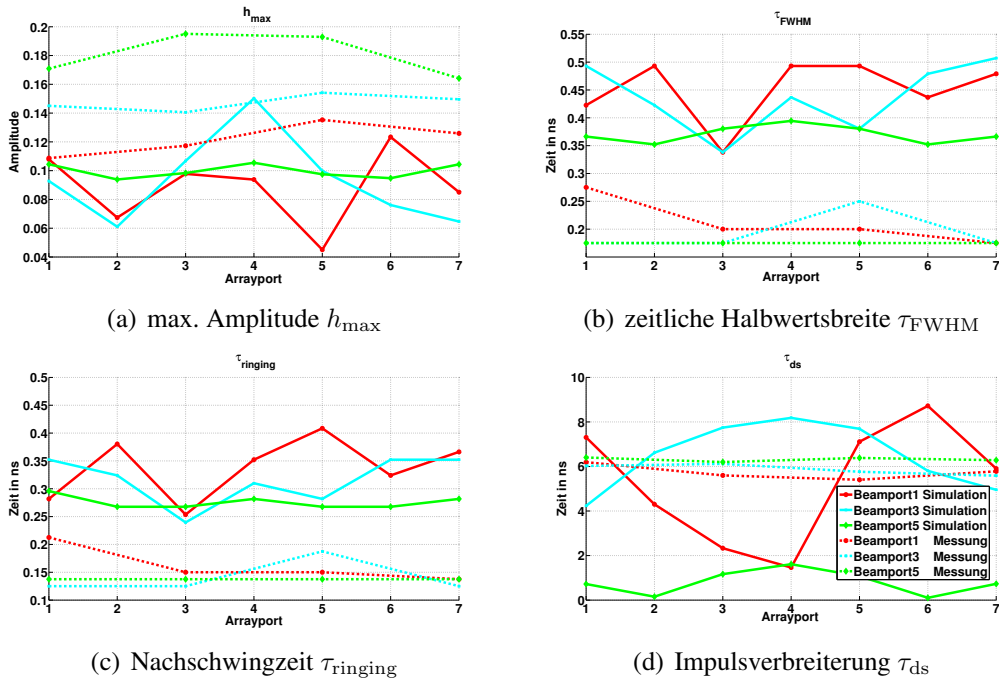 h_max
Amplitude
0.2
0.18
0.16
0.14
0.12
0.1
0.08
0.06
0.04
1 2 3 4 5 6 7
Arrayport
(a) max. Amplitude h_max
τ_FWHM
Zeit in ns
0.55
0.5
0.45
0.4
0.35
0.3
0.25
0.2
1 2 3 4 5 6 7
Arrayport
(b) zeitliche Halbwertsbreite τ_FWHM
τ_ringing
Zeit in ns
0.5
0.45
0.4
0.35
0.3
0.25
0.2
0.15
0.1
1 2 3 4 5 6 7
Arrayport
(c) Nachschwingzeit τ_ringing
τ_ds
Zeit in ns
10
8
6
4
2
0
1 2 3 4 5 6 7
Arrayport
Beamport1 Simulation
Beamport3 Simulation
Beamport5 Simulation
Beamport1 Messung
Beamport3 Messung
Beamport5 Messung
(d) Impulsverbreiterung τ_ds